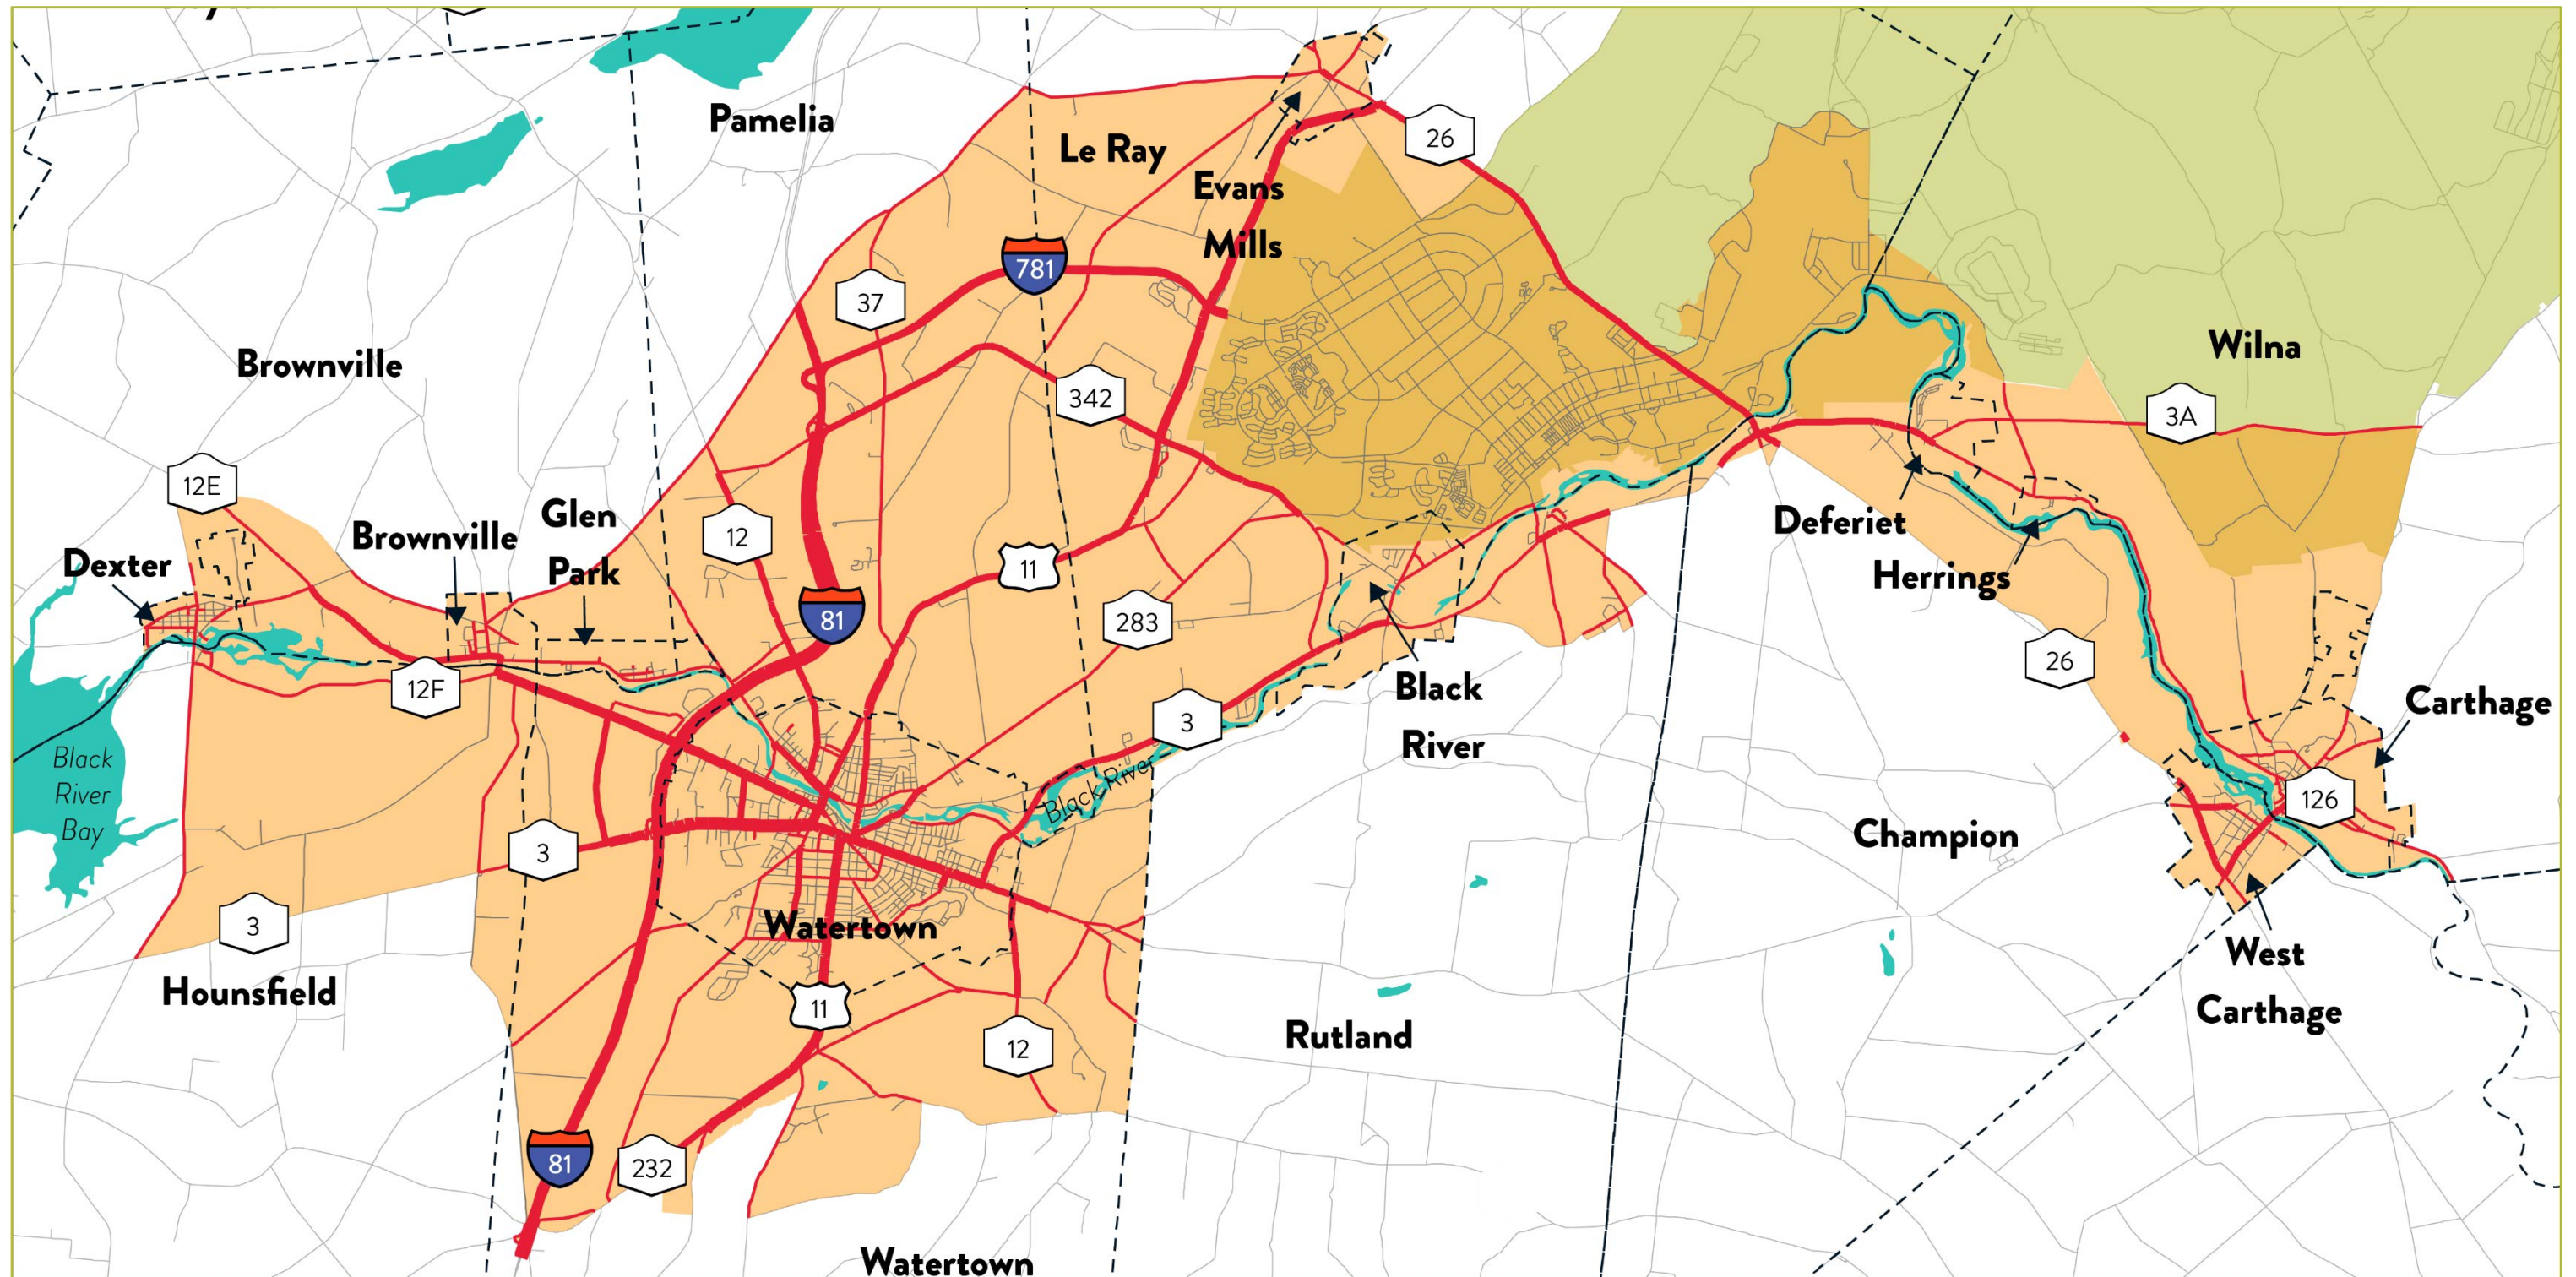 Pamelia
Le Ray
26
Evans
Mills
781
37
Wilna
Brownville
342
3A
12E
Glen
Park
Brownville
12
Dexter
11
Deferiet
Herrings
81
283
26
12F
Black
River
Carthage
3
Black
River
Bay
Black River
126
3
Champion
3
Watertown
West
Carthage
Hounsfield
11
Rutland
12
81
232
Watertown